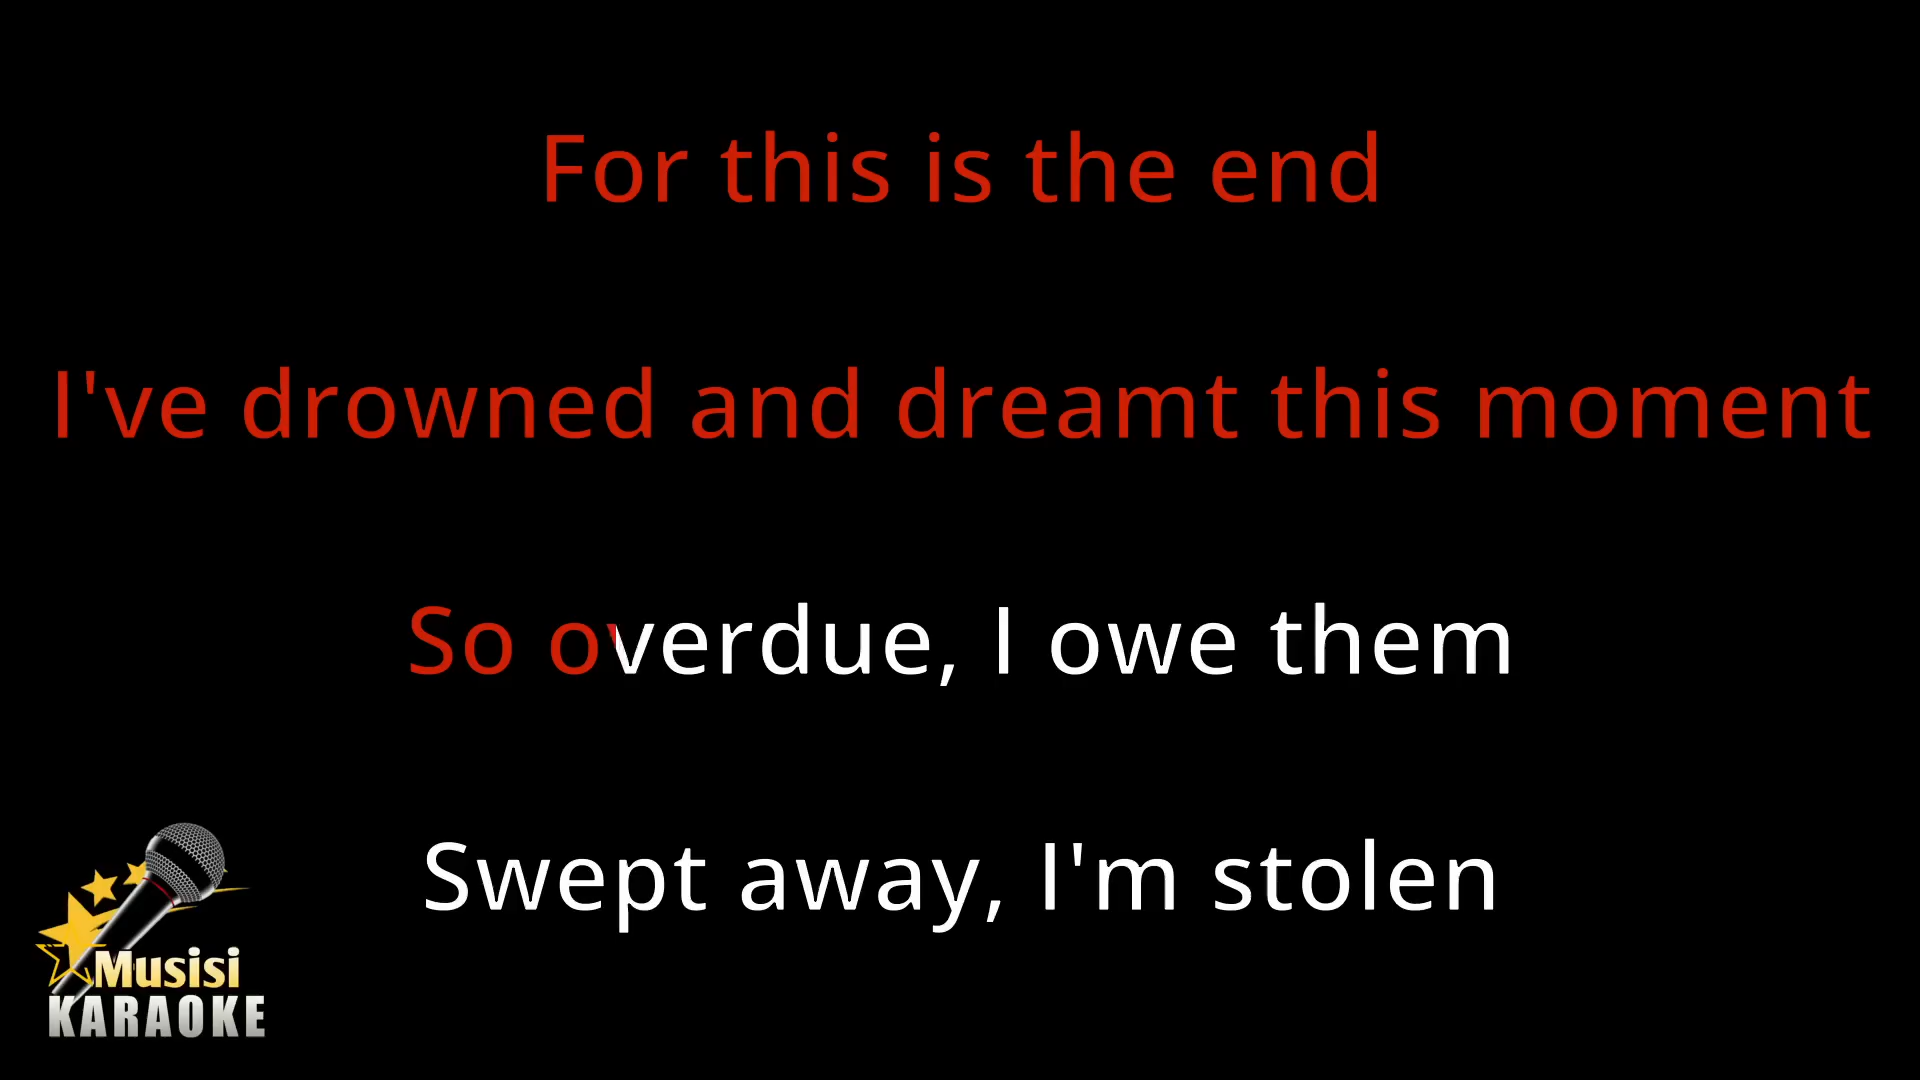 For this is the end
I've drowned and dreamt this moment
So overdue, I owe them
Swept away, I'm stolen
Musisi
KARAOKE